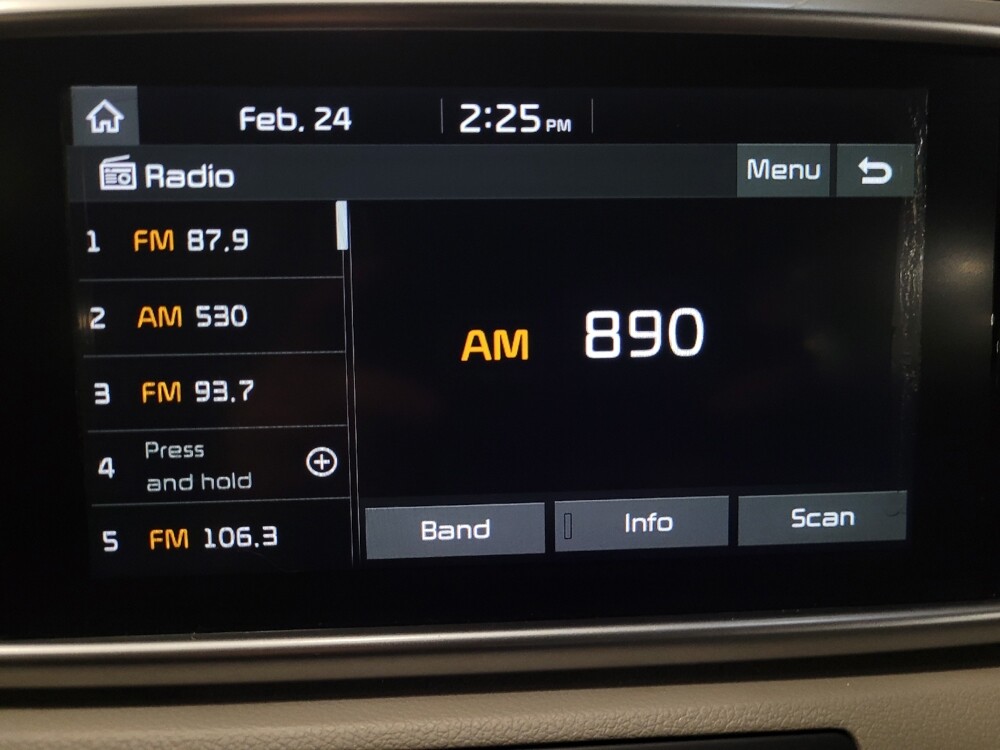 Feb. 24 2:25 PM
Radio Menu
1 FM 87.9
2 AM 530
3 FM 93.7
4 Press and hold
5 FM 106.3
AM 890
Band Info Scan